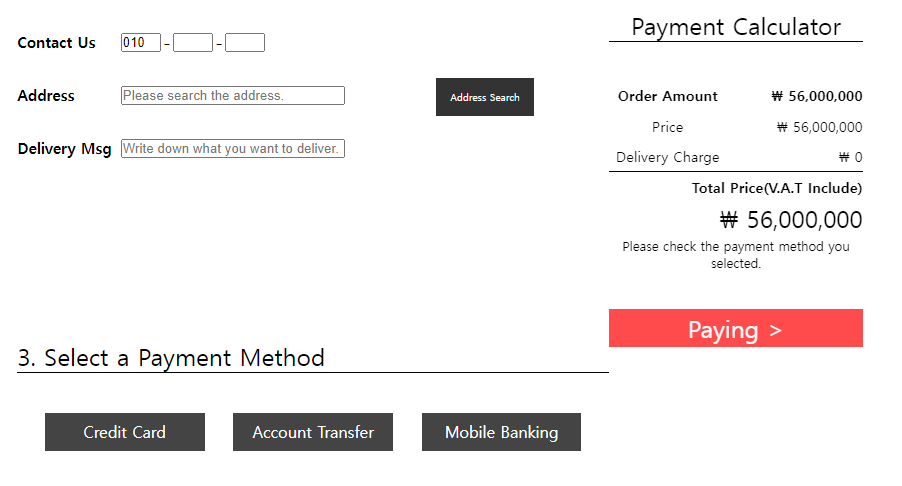 Contact Us 010 - -
Address Please search the address. Address Search
Delivery Msg Write down what you want to deliver.
3. Select a Payment Method
Credit Card Account Transfer Mobile Banking
Payment Calculator
Order Amount ₩ 56,000,000
Price ₩ 56,000,000
Delivery Charge ₩ 0
Total Price(V.A.T Include)
₩ 56,000,000
Please check the payment method you
selected.
Paying >